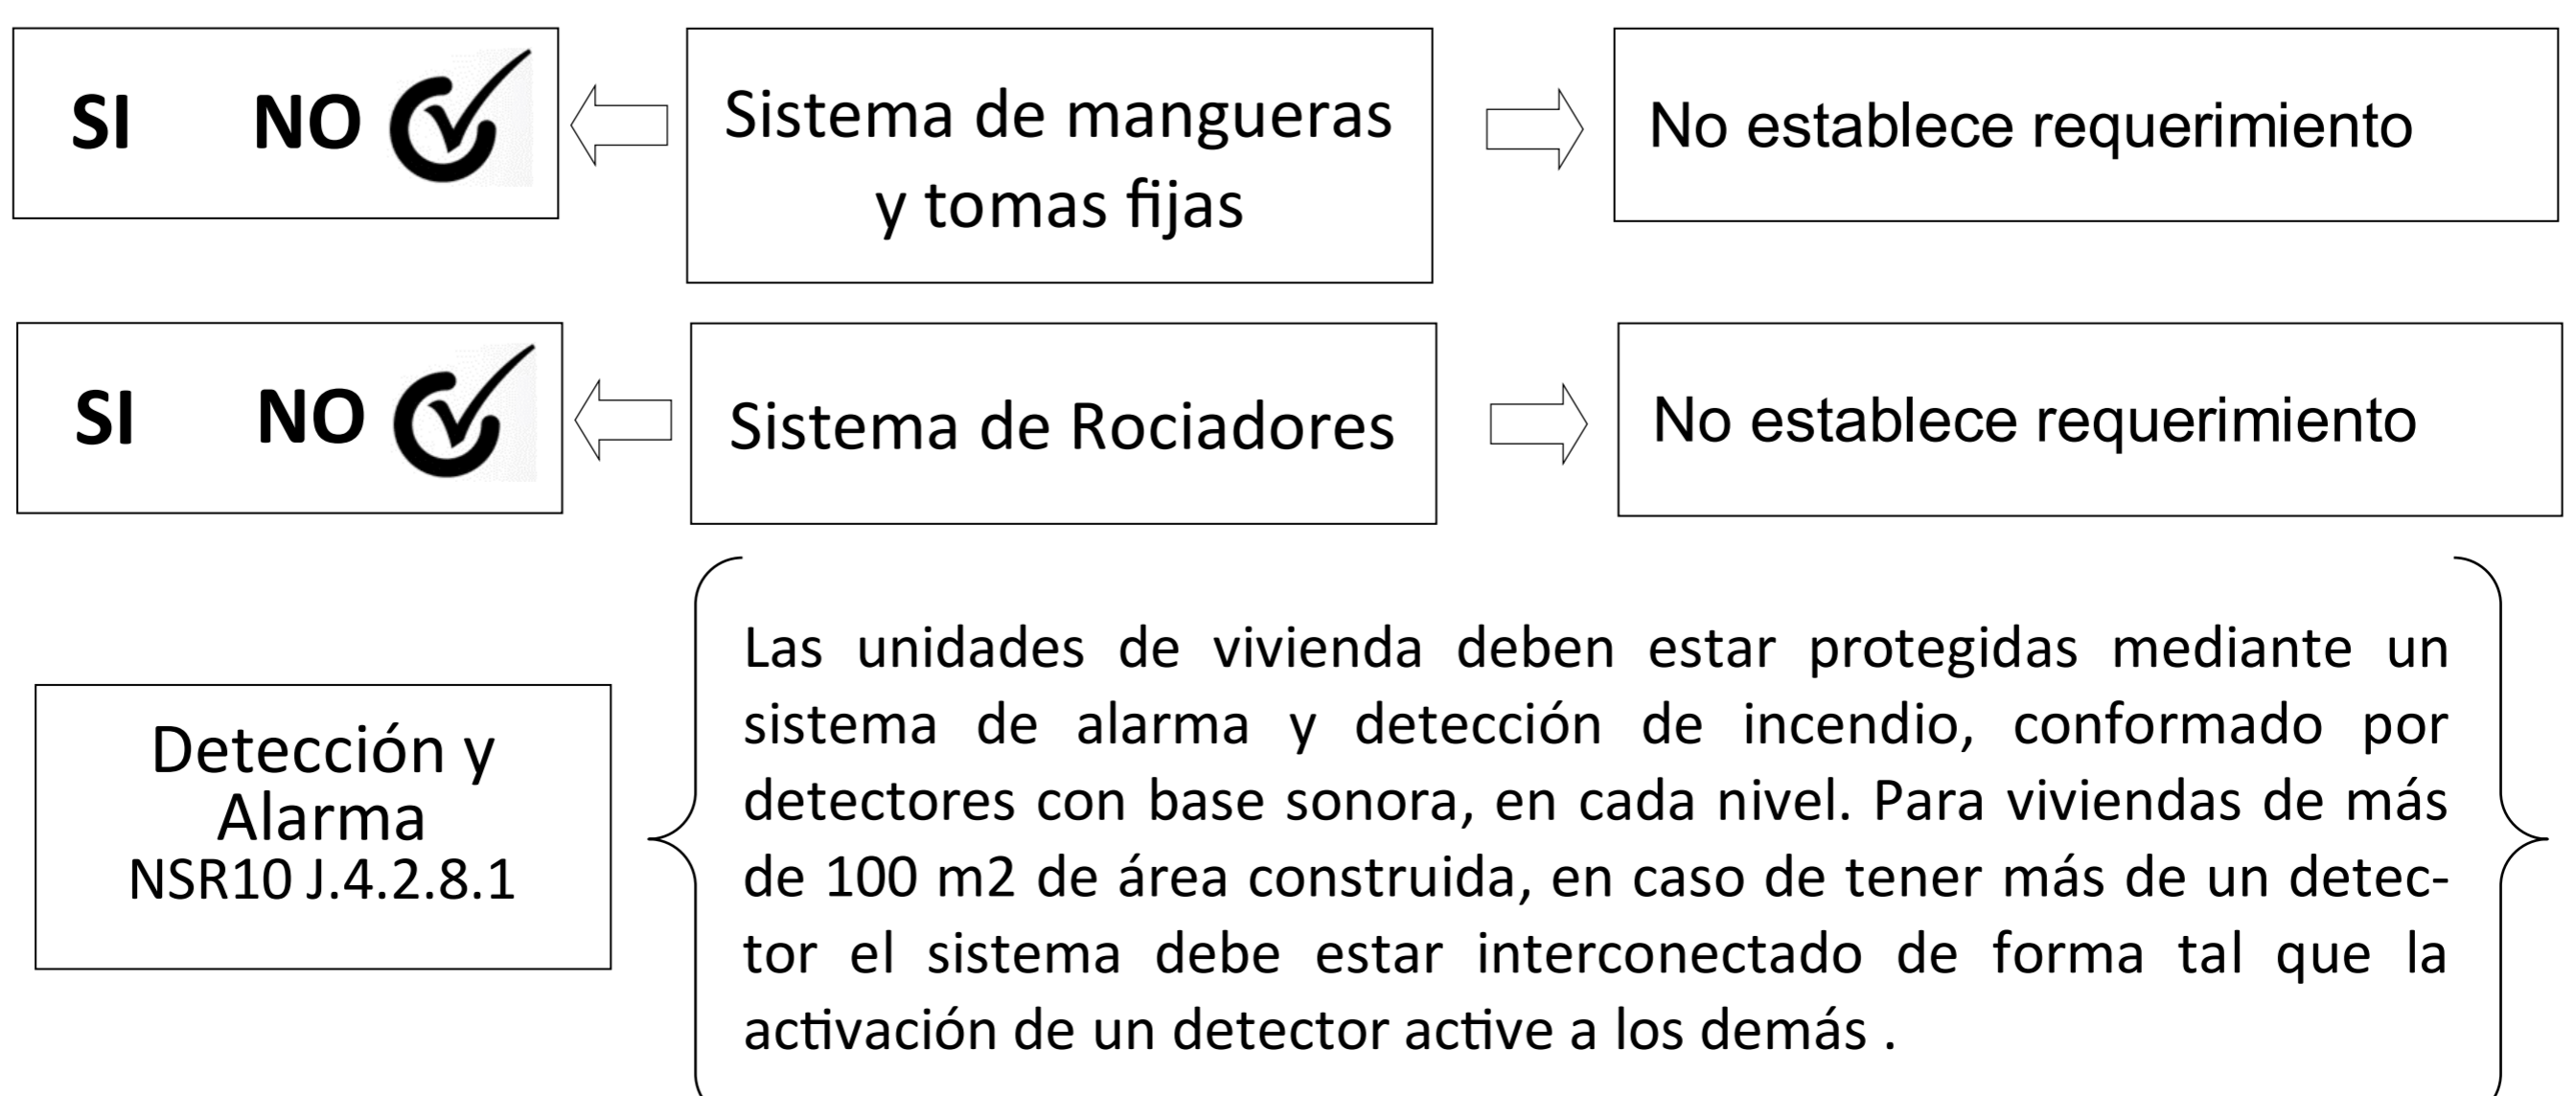 SI NO
Sistema de mangueras
y tomas fijas
No establece requerimiento
SI NO
Sistema de Rociadores
No establece requerimiento
Detección y
Alarma
NSR10 J.4.2.8.1
Las unidades de vivienda deben estar protegidas mediante un
sistema de alarma y detección de incendio, conformado por
detectores con base sonora, en cada nivel. Para viviendas de más
de 100 m2 de área construida, en caso de tener más de un detec-
tor el sistema debe estar interconectado de forma tal que la
activación de un detector active a los demás .